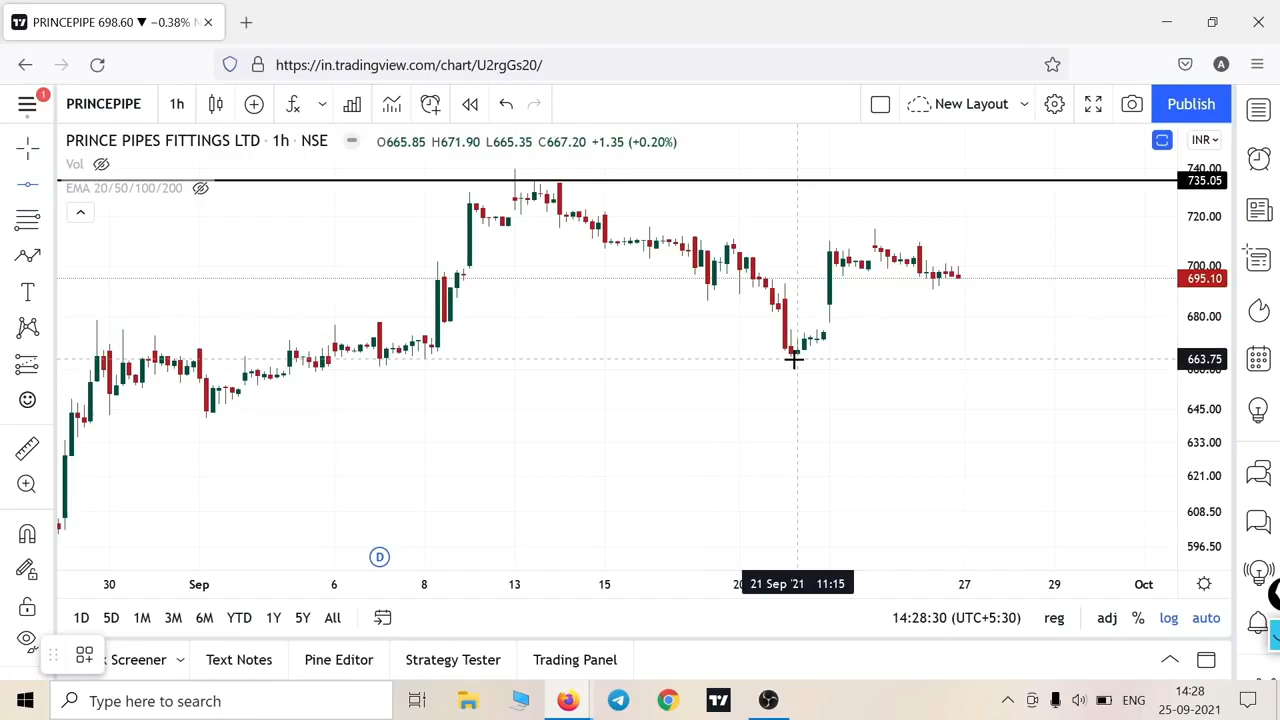 PRINCEPIPE 698.60 ▼ −0.38%
https://in.tradingview.com/chart/U2rgGs20/
A
1
PRINCEPIPE 1h New Layout Publish
PRINCE PIPES FITTINGS LTD · 1h · NSE O665.85 H671.90 L665.35 C667.20 +1.35 (+0.20%) INR
Vol
EMA 20/50/100/200
740.00
735.05
720.00
700.00
695.10
680.00
663.75
660.00
645.00
633.00
621.00
608.50
596.50
D
30 Sep 6 8 13 15 20 21 Sep '21 11:15 27 29 Oct
1D 5D 1M 3M 6M YTD 1Y 5Y All 14:28:30 (UTC+5:30) reg adj % log auto
Screener Text Notes Pine Editor Strategy Tester Trading Panel
Type here to search
ENG
14:28
25-09-2021